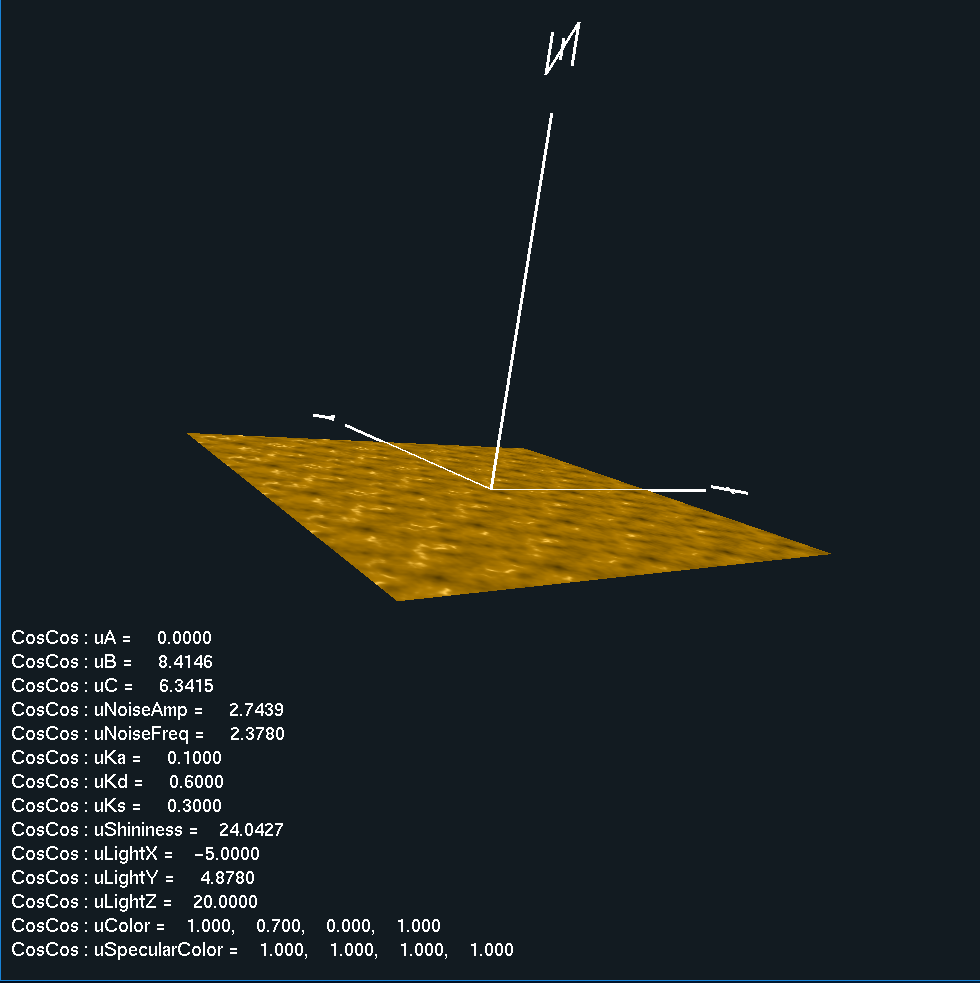 CosCos : uA = 0.0000
CosCos : uB = 8.4146
CosCos : uC = 6.3415
CosCos : uNoiseAmp = 2.7439
CosCos : uNoiseFreq = 2.3780
CosCos : uKa = 0.1000
CosCos : uKd = 0.6000
CosCos : uKs = 0.3000
CosCos : uShininess = 24.0427
CosCos : uLightX = −5.0000
CosCos : uLightY = 4.8780
CosCos : uLightZ = 20.0000
CosCos : uColor = 1.000, 0.700, 0.000, 1.000
CosCos : uSpecularColor = 1.000, 1.000, 1.000, 1.000